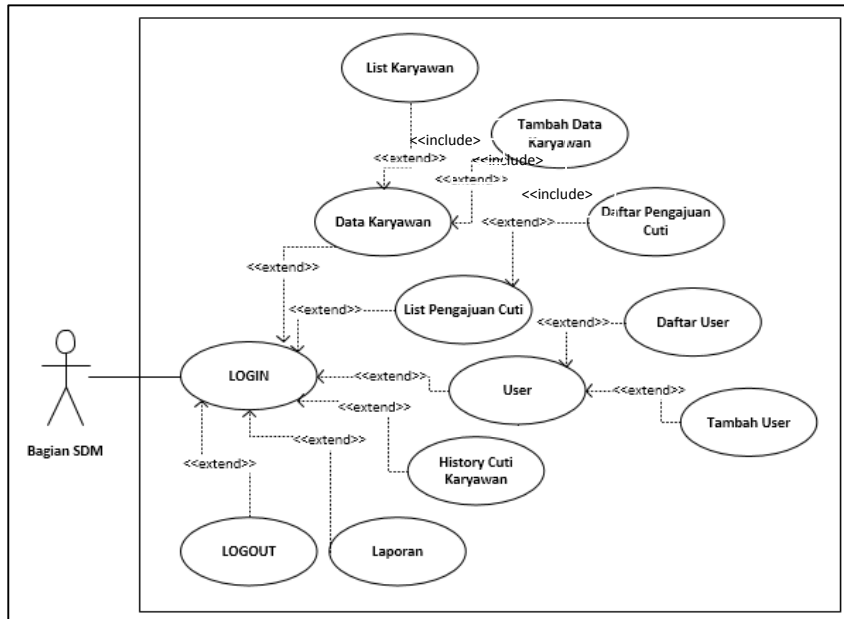 List Karyawan
Tambah Data
Karyawan
<<include>
<<extend>>
<<include>
<<extend>>
<<include>
Daftar Pengajuan
Cuti
Data Karyawan
<<extend>>
<<extend>>
<<extend>>
List Pengajuan Cuti
<<extend>>
Daftar User
LOGIN
<<extend>>
User
<<extend>>
Tambah User
Bagian SDM
<<extend>>
<<extend>>
<<extend>>
History Cuti
Karyawan
LOGOUT
Laporan